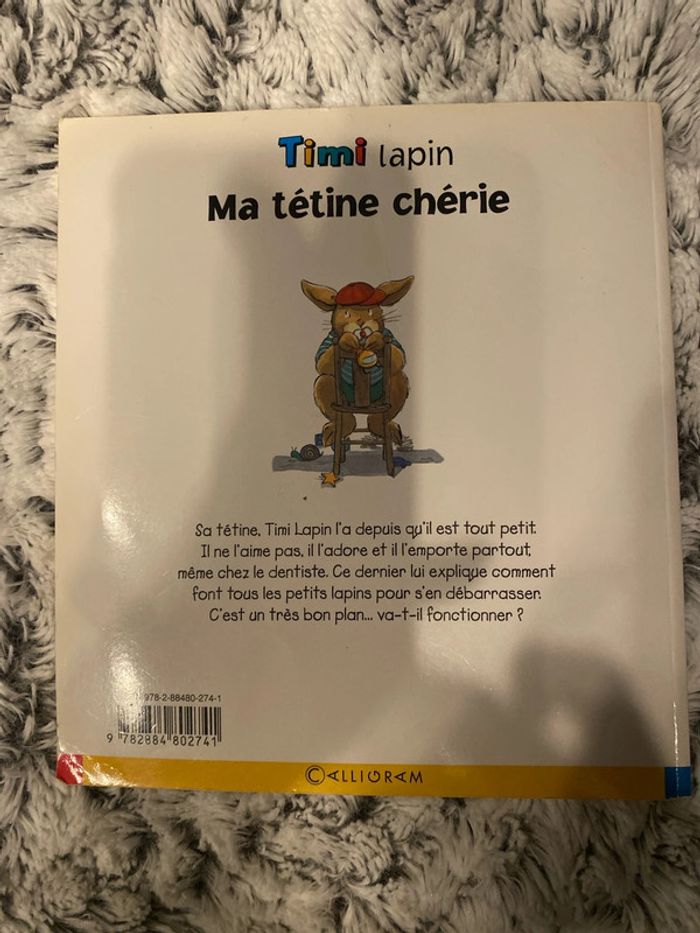 Timi Lapin
Ma tétine chérie
Sa tétine, Timi Lapin l'a depuis qu'il est tout petit.
Il ne l'aime pas, il l'adore et il l'emporte partout,
même chez le dentiste. Ce dernier lui explique comment
font tous les petits lapins pour s'en débarrasser.
C'est un très bon plan... va-t-il fonctionner ?
978-2-88480-274-1
9 782884 802741
CALLIGRAM